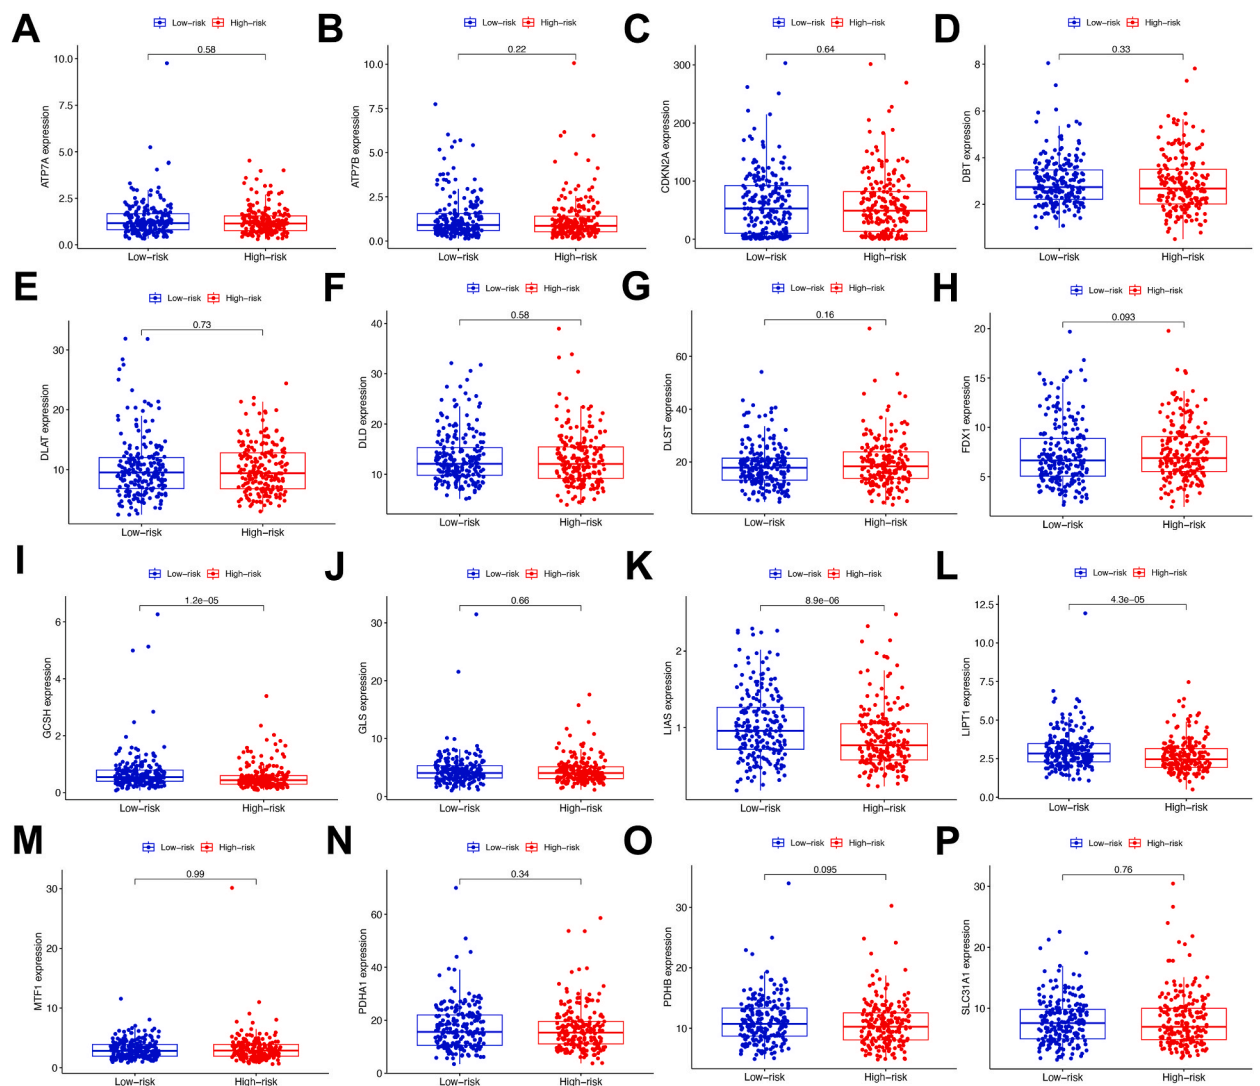 A
Low-risk High-risk
0.58
ATP7A expression
10.0
7.5
5.0
2.5
0.0
Low-risk High-risk
B
Low-risk High-risk
0.22
ATP7B expression
10.0
7.5
5.0
2.5
0.0
Low-risk High-risk
C
Low-risk High-risk
0.64
CDKN2A expression
300
200
100
0
Low-risk High-risk
D
Low-risk High-risk
0.33
DBT expression
8
6
4
2
Low-risk High-risk
E
Low-risk High-risk
0.73
DLAT expression
30
20
10
Low-risk High-risk
F
Low-risk High-risk
0.58
DLD expression
40
30
20
10
Low-risk High-risk
G
Low-risk High-risk
0.16
DLST expression
60
40
20
Low-risk High-risk
H
Low-risk High-risk
0.093
FDX1 expression
20
15
10
5
Low-risk High-risk
I
Low-risk High-risk
1.2e-05
GCSH expression
6
4
2
0
Low-risk High-risk
J
Low-risk High-risk
0.66
GLS expression
30
20
10
0
Low-risk High-risk
K
Low-risk High-risk
8.9e-06
LIAS expression
2
1
Low-risk High-risk
L
Low-risk High-risk
4.3e-05
LIPT1 expression
12.5
10.0
7.5
5.0
2.5
0.0
Low-risk High-risk
M
Low-risk High-risk
0.99
MTF1 expression
30
20
10
0
Low-risk High-risk
N
Low-risk High-risk
0.34
PDHA1 expression
60
40
20
0
Low-risk High-risk
O
Low-risk High-risk
0.095
PDHB expression
30
20
10
Low-risk High-risk
P
Low-risk High-risk
0.76
SLC31A1 expression
30
20
10
Low-risk High-risk